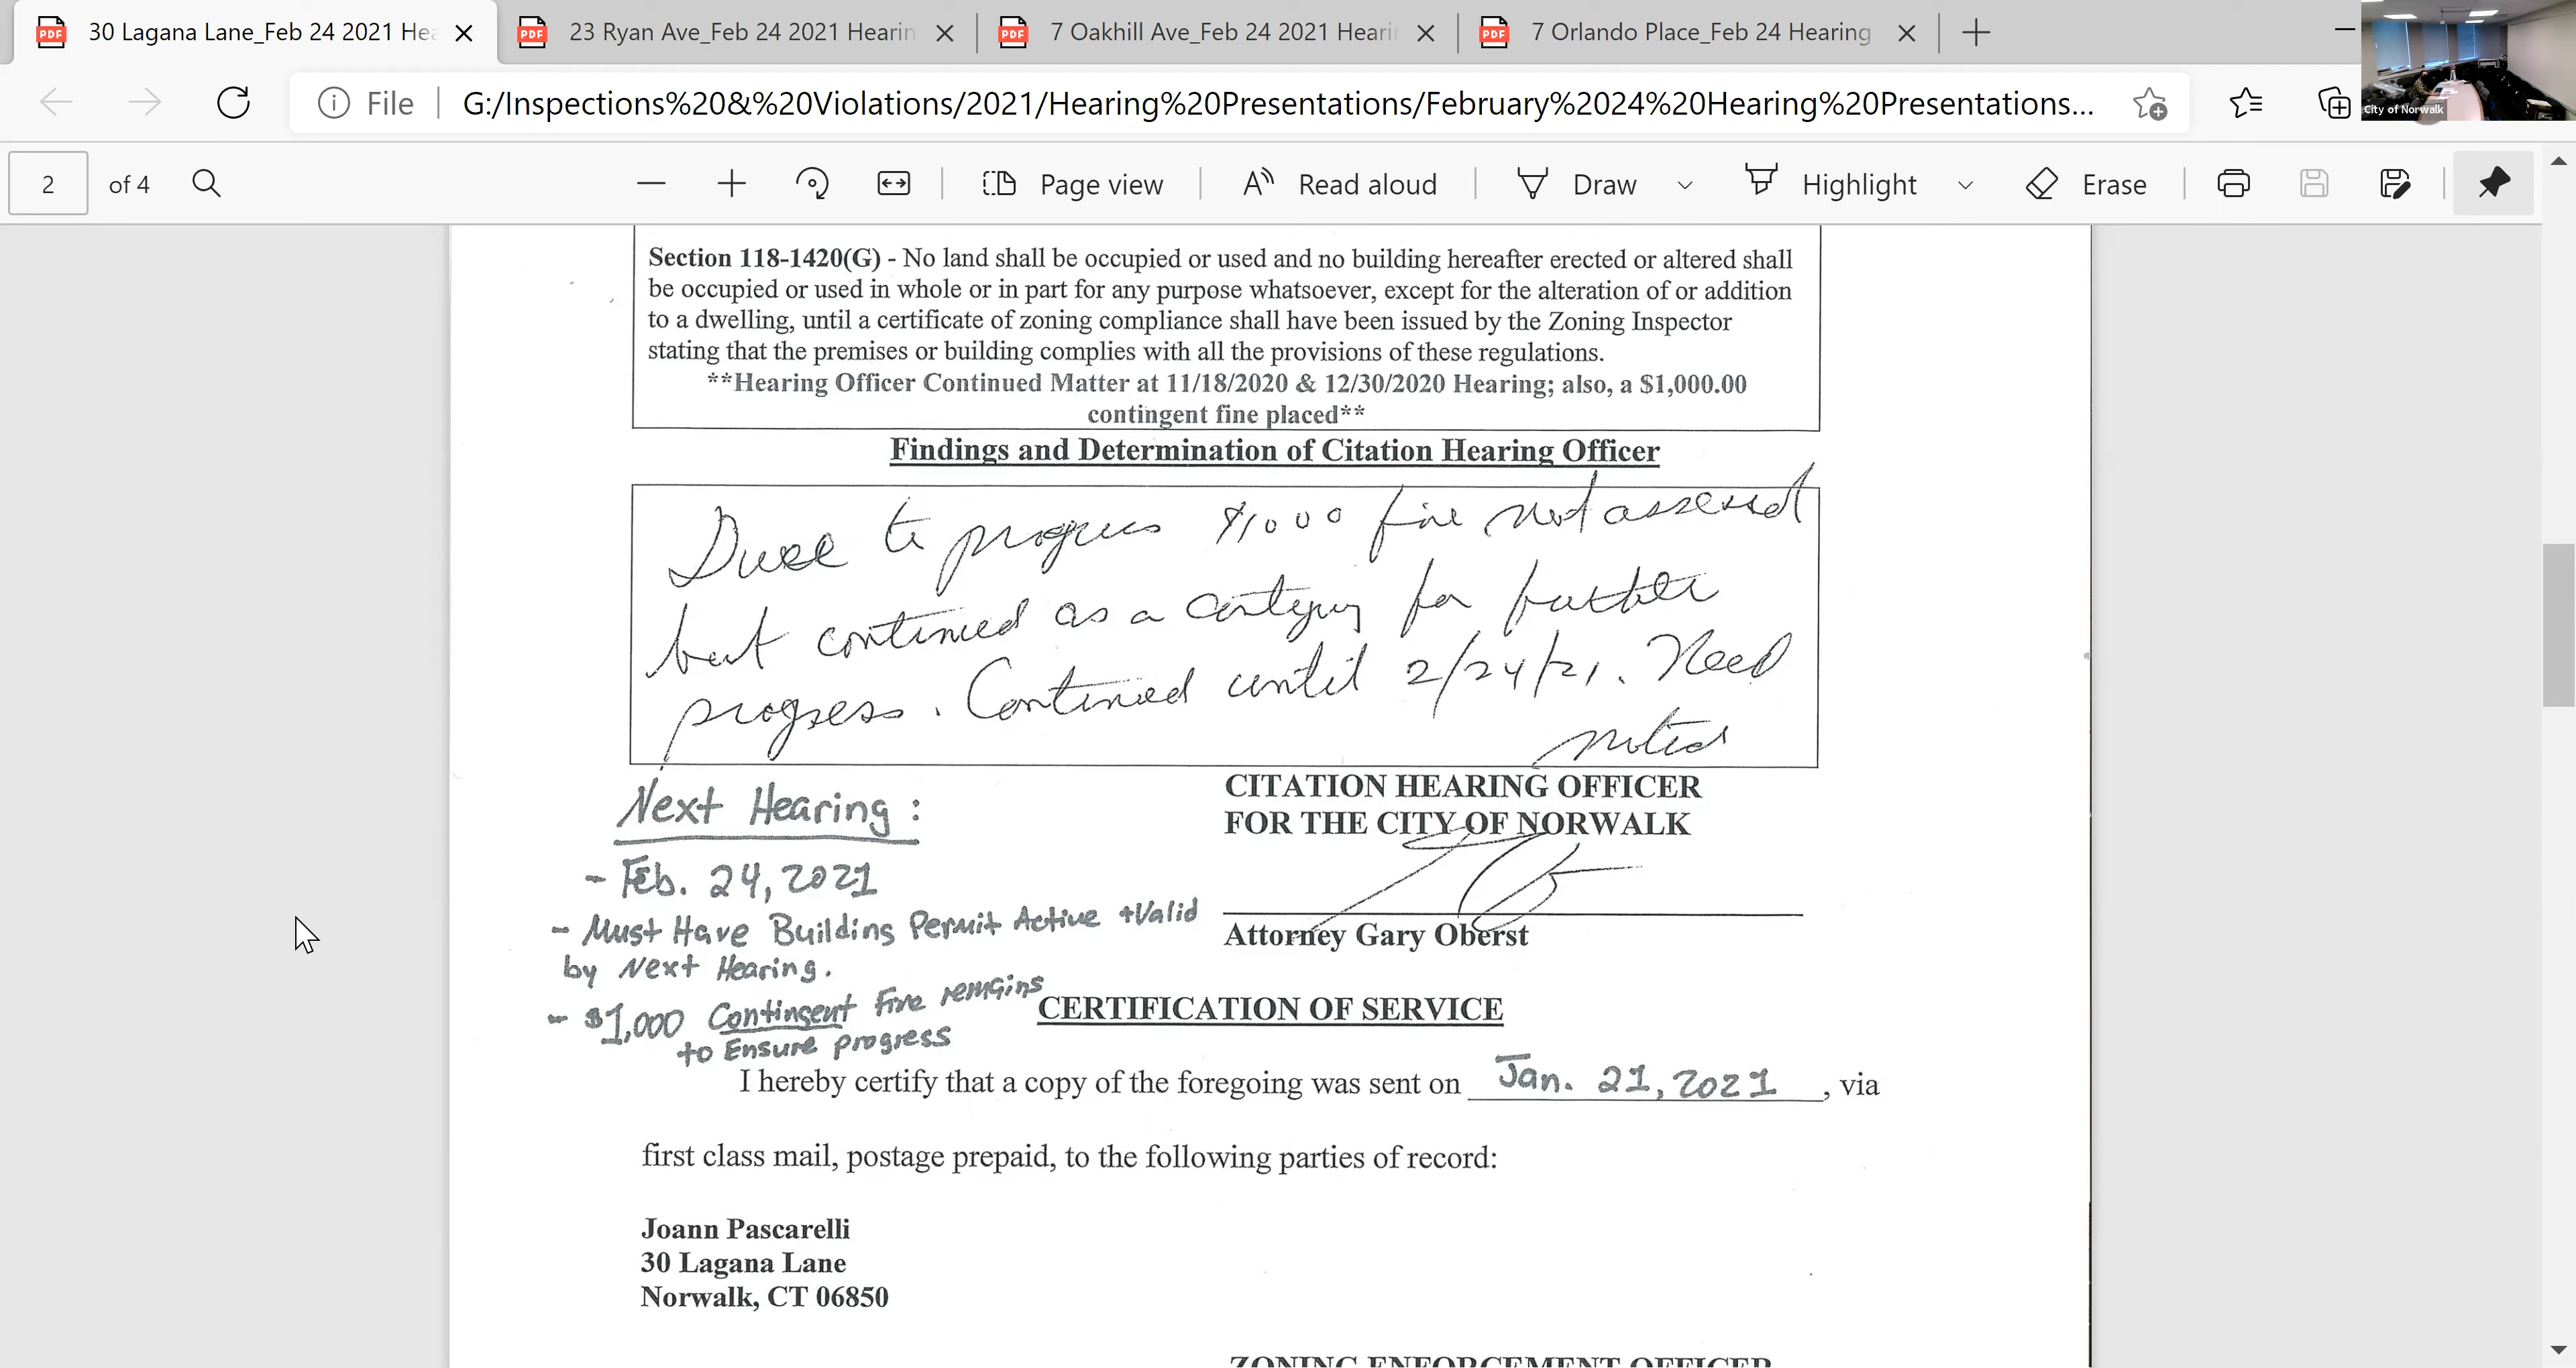 30 Lagana Lane_Feb 24 2021 Hea
23 Ryan Ave_Feb 24 2021 Hearin
7 Oakhill Ave_Feb 24 2021 Heari
7 Orlando Place_Feb 24 Hearing
File
G:/Inspections%20&%20Violations/2021/Hearing%20Presentations/February%2024%20Hearing%20Presentations...
City of Norwalk
2 of 4
Page view
Read aloud
Draw
Highlight
Erase
Section 118-1420(G) - No land shall be occupied or used and no building hereafter erected or altered shall
be occupied or used in whole or in part for any purpose whatsoever, except for the alteration of or addition
to a dwelling, until a certificate of zoning compliance shall have been issued by the Zoning Inspector
stating that the premises or building complies with all the provisions of these regulations.
**Hearing Officer Continued Matter at 11/18/2020 & 12/30/2020 Hearing; also, a $1,000.00
contingent fine placed**
Findings and Determination of Citation Hearing Officer
to progress $1000 fine not assessed
but continued as a for further
progress. Continued until 2/24/21. Need
Next Hearing:
- Feb. 24, 2021
- Must Have Building Permit Active + Valid
by Next Hearing.
- $1,000 Contingent Fine remains
to Ensure progress
CITATION HEARING OFFICER
FOR THE CITY OF NORWALK
Attorney Gary Oberst
CERTIFICATION OF SERVICE
I hereby certify that a copy of the foregoing was sent on Jan. 21, 2021, via
first class mail, postage prepaid, to the following parties of record:
Joann Pascarelli
30 Lagana Lane
Norwalk, CT 06850
ZONING ENFORCEMENT OFFICER